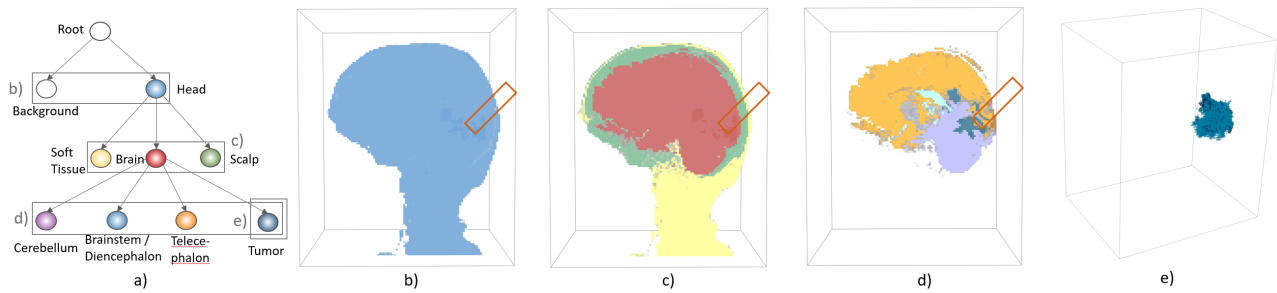 Root
b)
Head
Background
c)
Soft
Tissue
Brain
Scalp
d)
e)
Cerebellum
Brainstem /
Diencephalon
Telece-
phalon
Tumor
a)
b)
c)
d)
e)